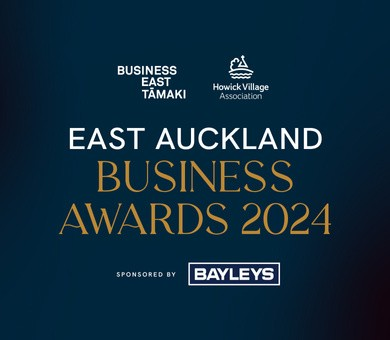 BUSINESS
EAST
TĀMAKI
Howick Village
Association
EAST AUCKLAND
BUSINESS
AWARDS 2024
SPONSORED BY
BAYLEYS